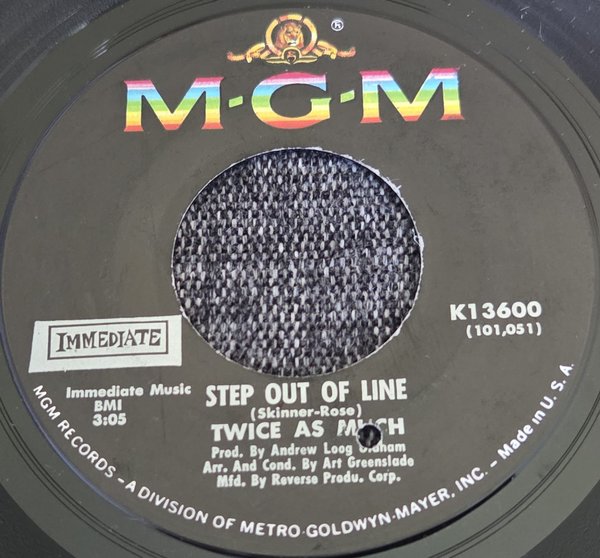 ®
M·G·M
K13600
(101,051)
IMMEDIATE
Immediate Music
BMI
3:05
STEP OUT OF LINE
(Skinner-Rose)
TWICE AS MUCH
Prod. By Andrew Loog Oldham
Arr. And Cond. By Art Greenslade
Mfd. By Reverse Produ. Corp.
MGM RECORDS – A DIVISION OF METRO-GOLDWYN-MAYER, INC. – Made in U. S. A.